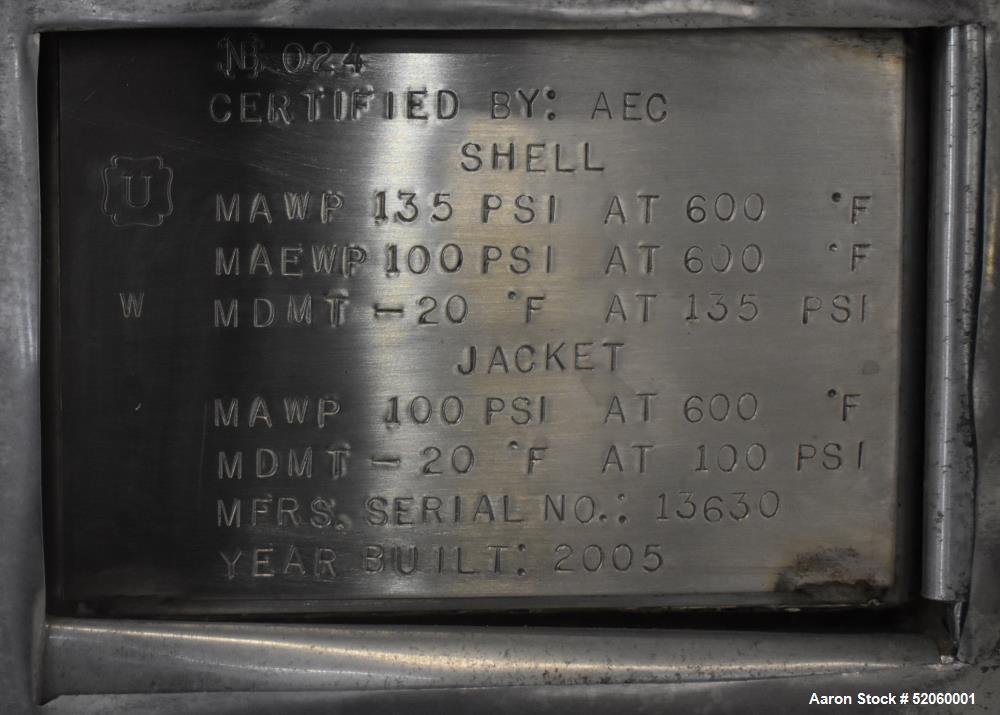 NB 024
CERTIFIED BY: AEC
SHELL
U
MAWP 135 PSI AT 600 °F
MAEWP 100 PSI AT 600 °F
W MDMT -20 °F AT 135 PSI
JACKET
MAWP 100 PSI AT 600 °F
MDMT -20 °F AT 100 PSI
MFRS. SERIAL NO.: 13630
YEAR BUILT: 2005
Aaron Stock # 52060001